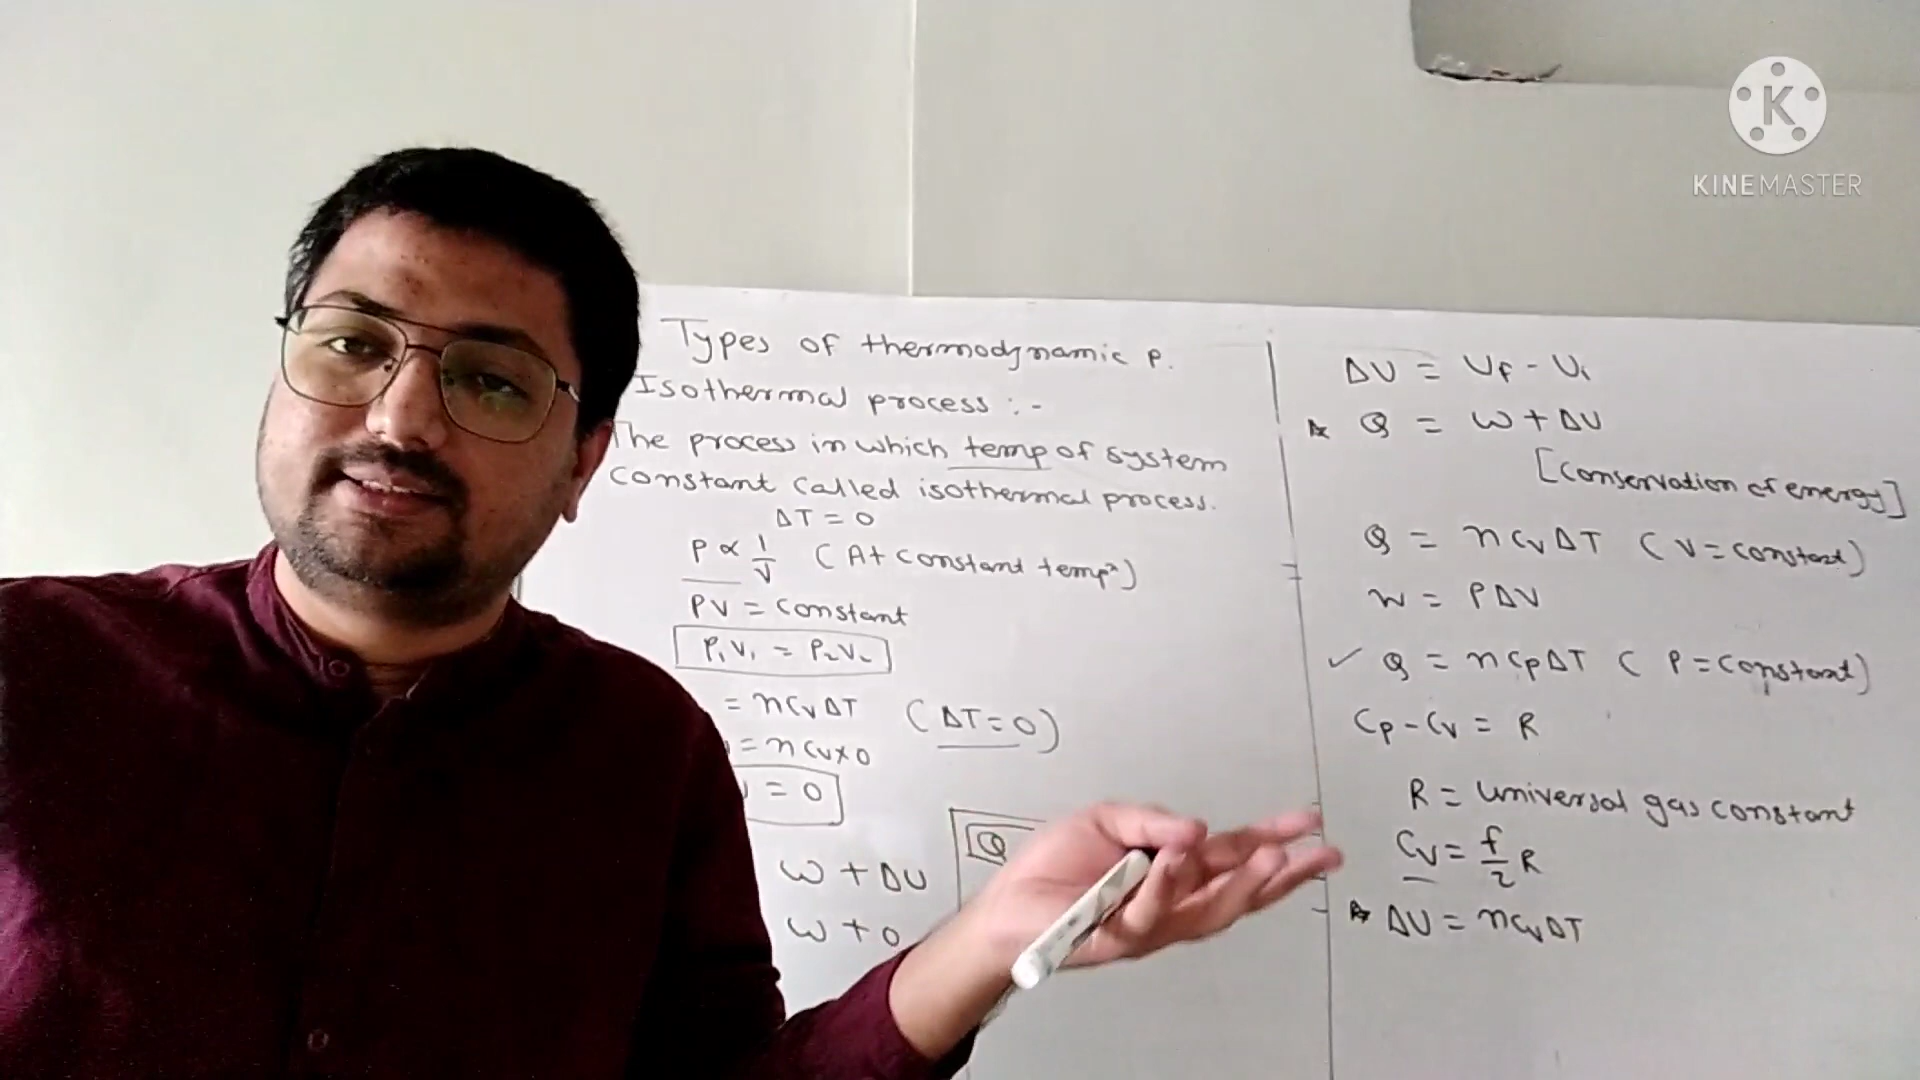 K
KINEMASTER
Types of thermodynamic P.
Isothermal process :-
The process in which temp of system
constant called isothermal process.
ΔT = 0
P ∝ 1/V (At constant tempr)
PV = constant
P₁V₁ = P₂V₂
= nCvΔT (ΔT=0)
= nCv×0
= 0
W + ΔU
W + 0
Q
ΔU = Uf - Ui
Q = W + ΔU
[Conservation of energy]
Q = nCvΔT (V=constant)
W = PΔV
✓ Q = nCpΔT (P=constant)
Cp-Cv = R
R = Universal gas constant
Cv = f/2 R
ΔU = nCvΔT